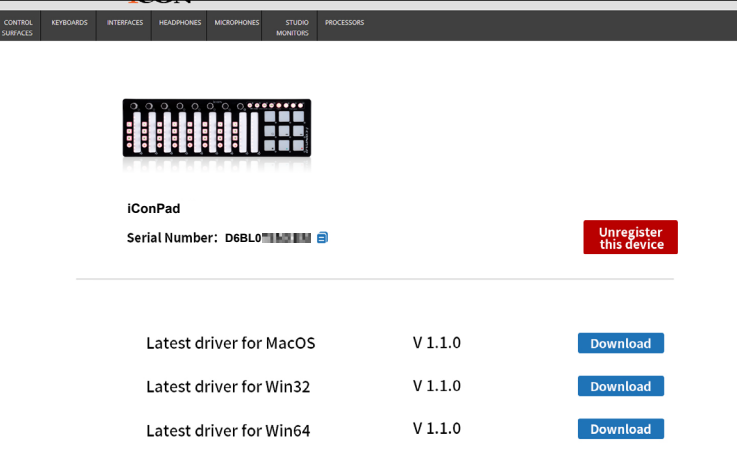 CONTROL SURFACES
KEYBOARDS
INTERFACES
HEADPHONES
MICROPHONES
STUDIO MONITORS
PROCESSORS
iConPad
Serial Number: D6BL0
Unregister
this device
Latest driver for MacOS V 1.1.0 Download
Latest driver for Win32 V 1.1.0 Download
Latest driver for Win64 V 1.1.0 Download